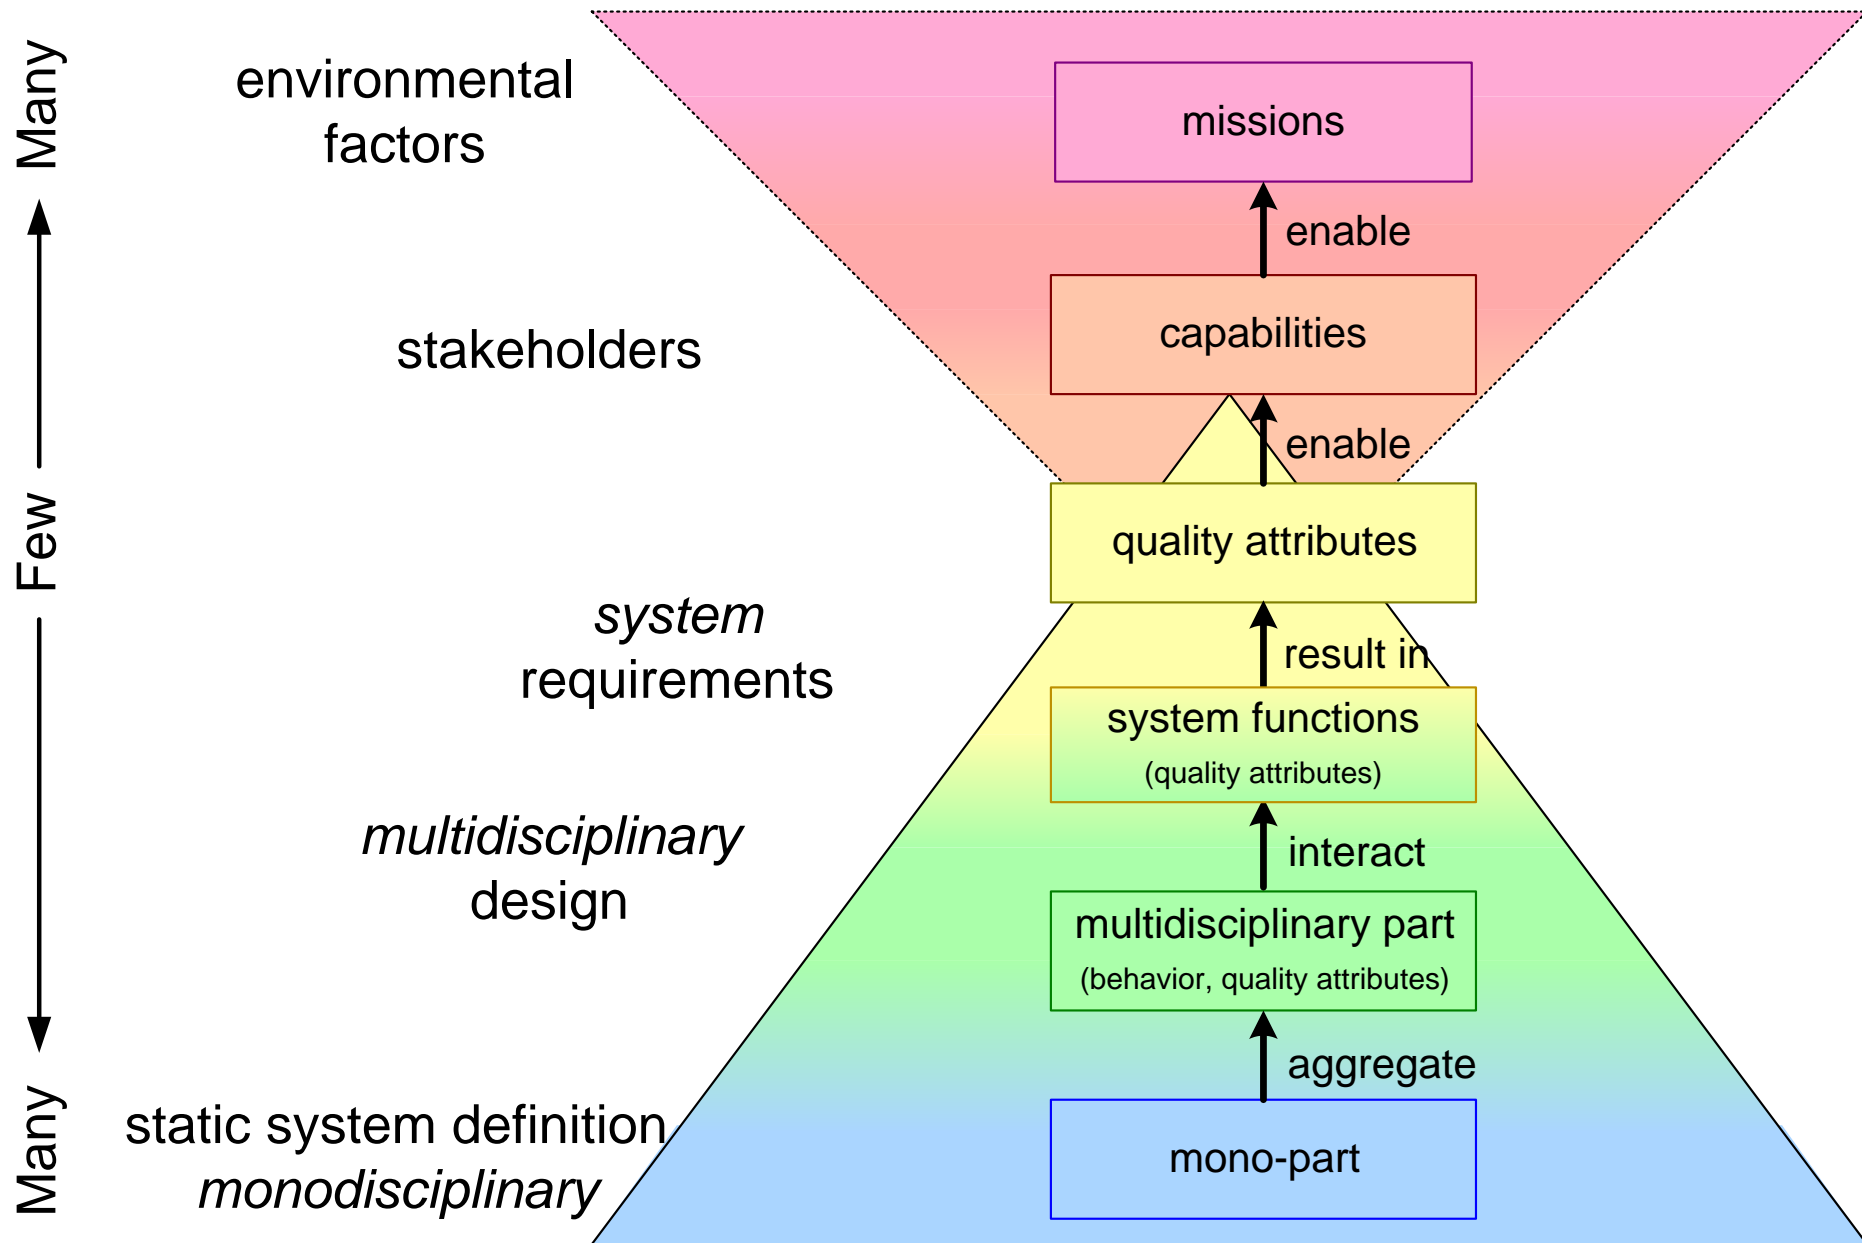 Many
environmental
factors
missions
enable
stakeholders
capabilities
enable
Few
quality attributes
system
requirements
result in
system functions
(quality attributes)
multidisciplinary
design
interact
multidisciplinary part
(behavior, quality attributes)
aggregate
Many
static system definition
monodisciplinary
mono-part